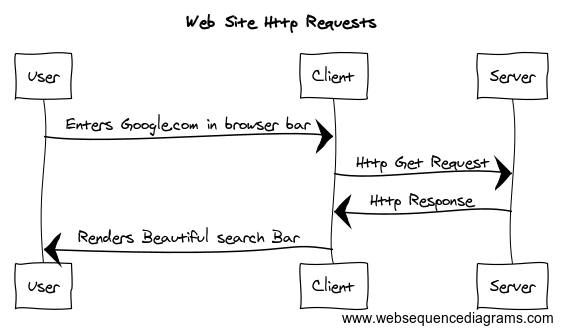 Web Site Http Requests
User
Client
Server
Enters Google.com in browser bar
Http Get Request
Http Response
Renders Beautiful search Bar
User
Client
Server
www.websequencediagrams.com